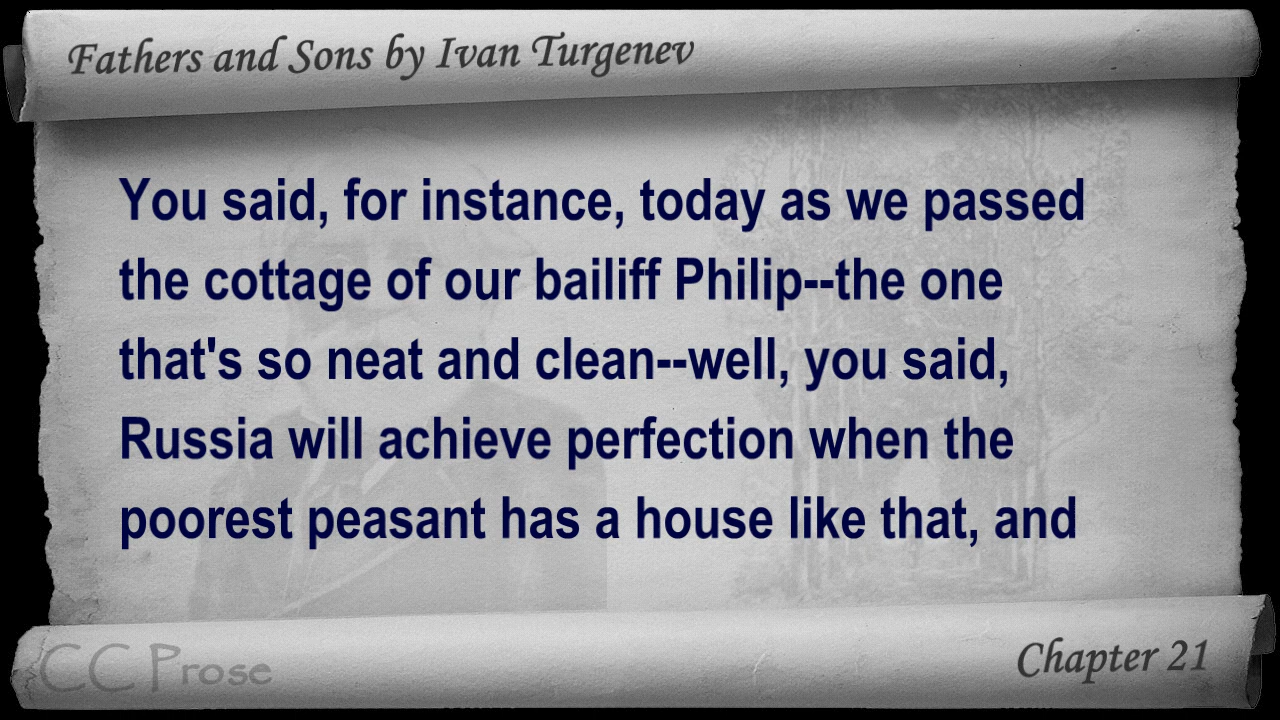 Fathers and Sons by Ivan Turgenev
You said, for instance, today as we passed
the cottage of our bailiff Philip--the one
that's so neat and clean--well, you said,
Russia will achieve perfection when the
poorest peasant has a house like that, and
CC Prose
Chapter 21